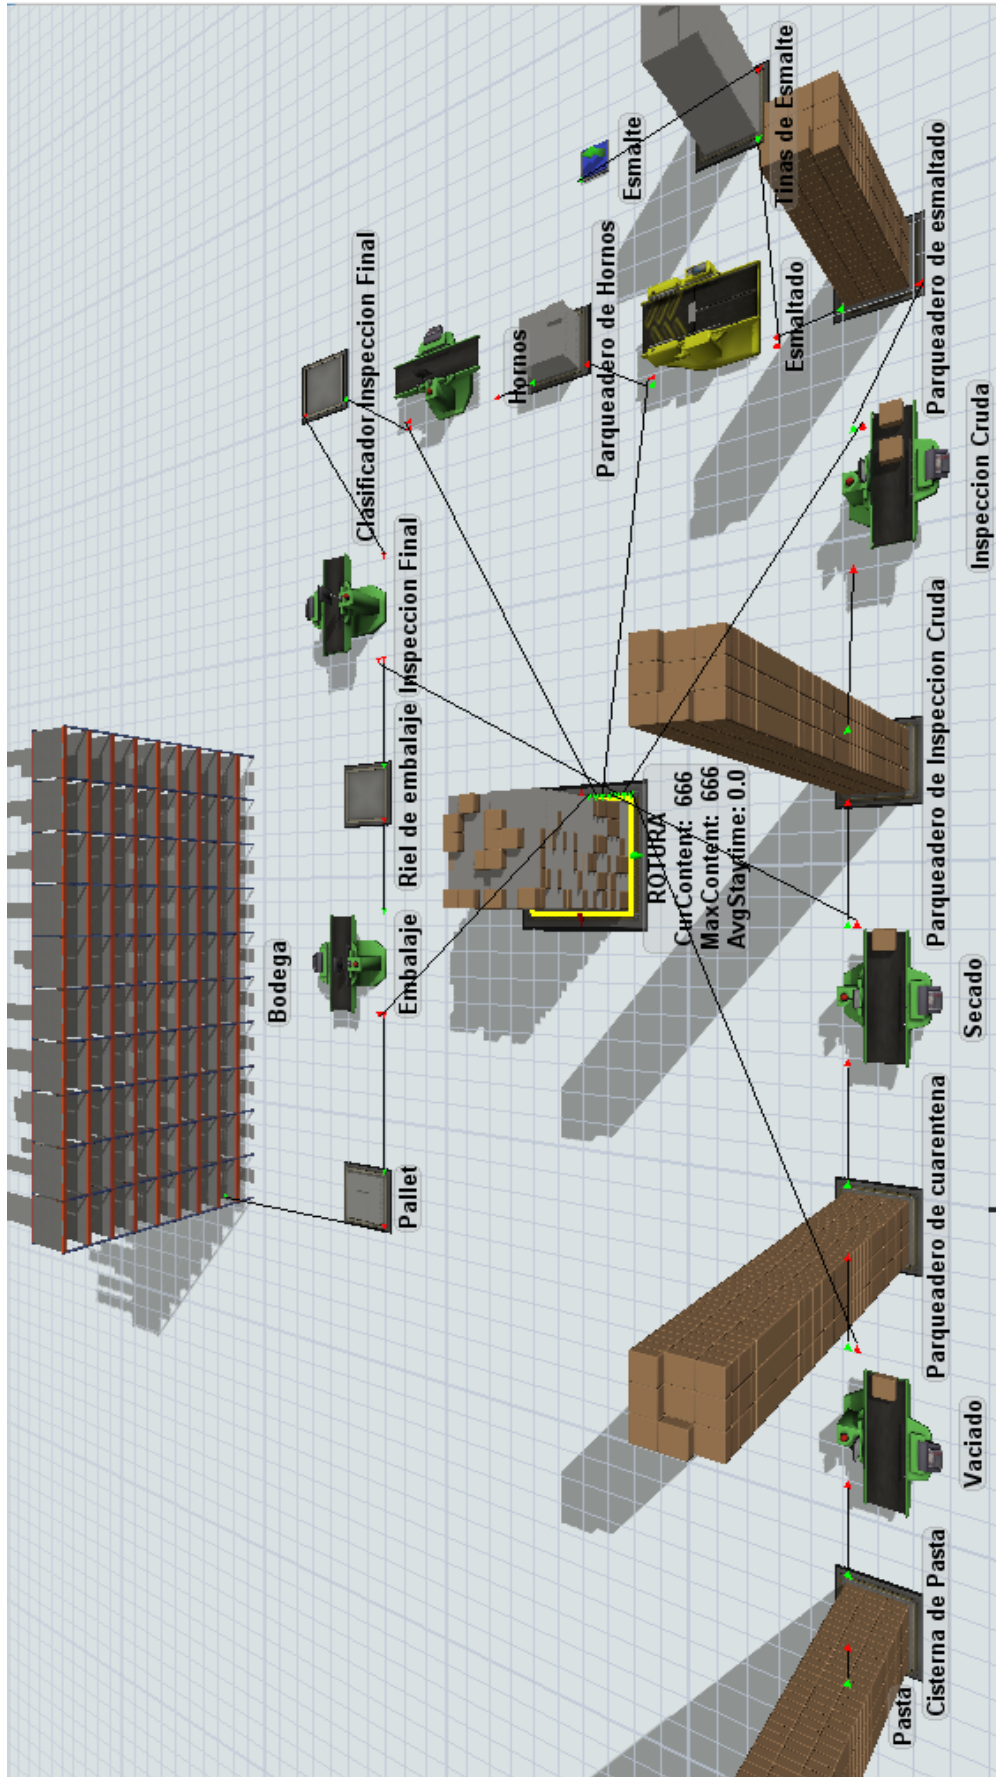 Bodega
Pallet
Embalaje
Riel de embalaje
Inspeccion Final
Clasificador Inspeccion Final
Hornos
Parqueadero de Hornos
Esmalte
Tinas de Esmalte
Esmaltado
Parqueadero de esmaltado
ROTURA
CurContent: 666
MaxContent: 666
AvgStaytime: 0.0
Pasta
Cisterna de Pasta
Vaciado
Parqueadero de cuarentena
Secado
Parqueadero de Inspeccion Cruda
Inspeccion Cruda